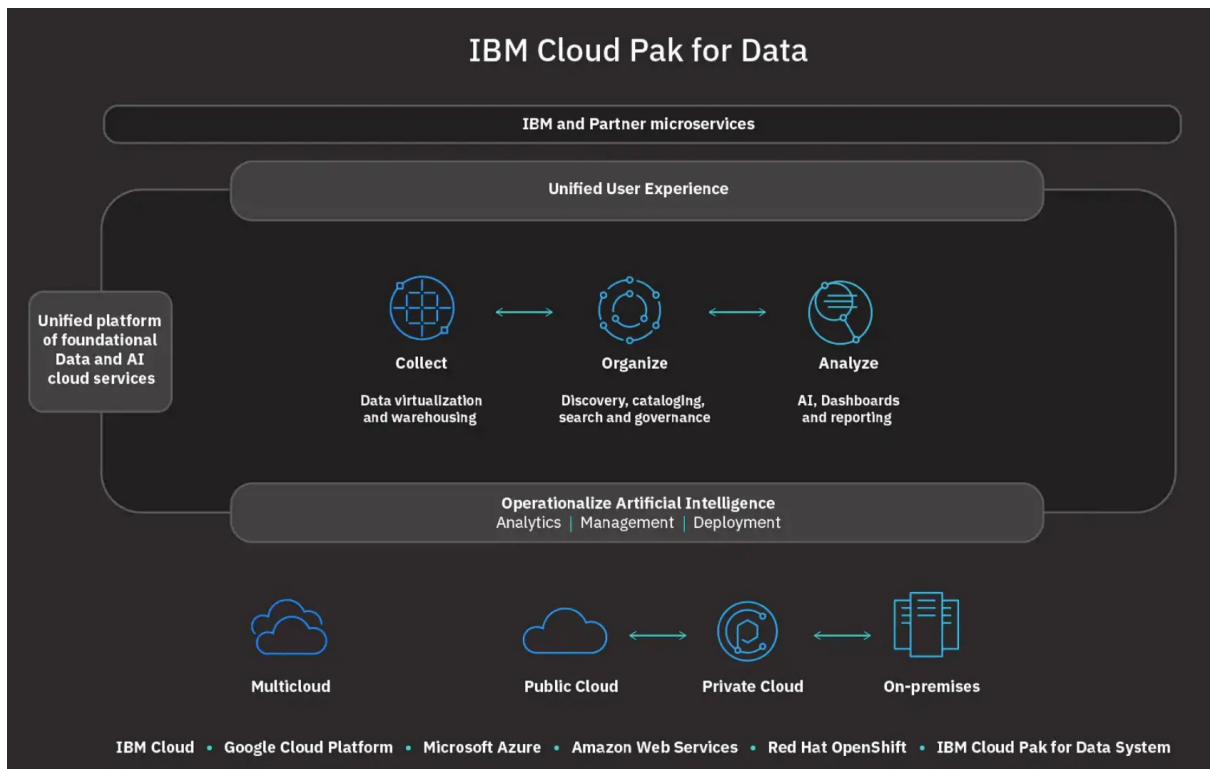 IBM Cloud Pak for Data
IBM and Partner microservices
Unified User Experience
Unified platform
of foundational
Data and AI
cloud services
Collect
Data virtualization
and warehousing
Organize
Discovery, cataloging,
search and governance
Analyze
AI, Dashboards
and reporting
Operationalize Artificial Intelligence
Analytics | Management | Deployment
Multicloud
Public Cloud
Private Cloud
On-premises
IBM Cloud • Google Cloud Platform • Microsoft Azure • Amazon Web Services • Red Hat OpenShift • IBM Cloud Pak for Data System